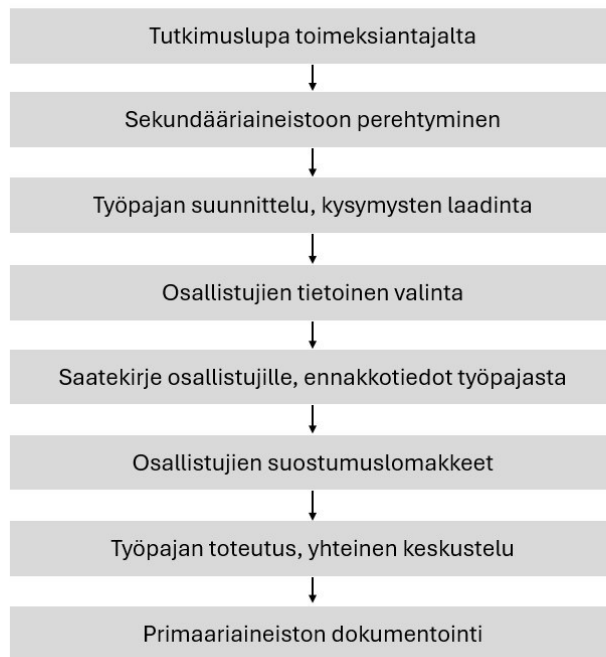 Tutkimuslupa toimeksiantajalta
Sekundääriaineistoon perehtyminen
Työpajan suunnittelu, kysymysten laadinta
Osallistujien tietoinen valinta
Saatekirje osallistujille, ennakkotiedot työpajasta
Osallistujien suostumuslomakkeet
Työpajan toteutus, yhteinen keskustelu
Primaariaineiston dokumentointi